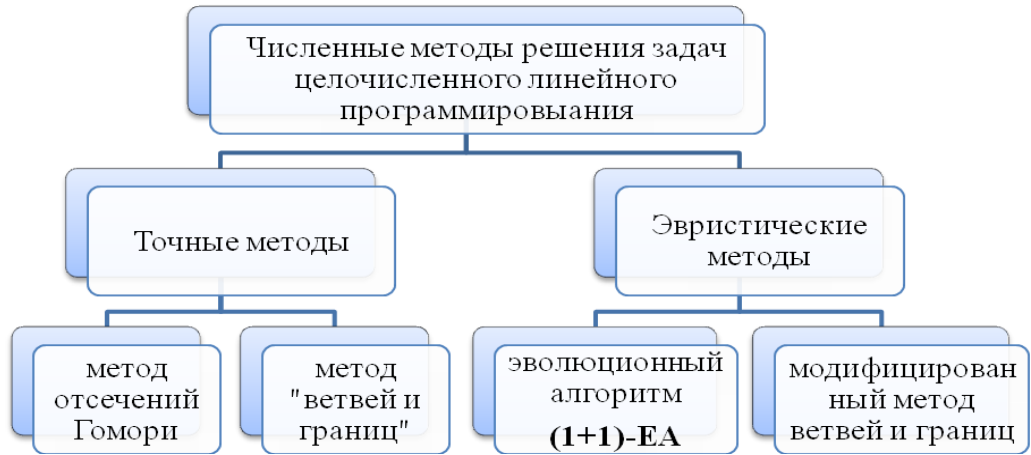 Численные методы решения задач
целочисленного линейного
программировыания
Точные методы
Эвристические
методы
метод
отсечений
Гомори
метод
"ветвей и
границ"
эволюционный
алгоритм
(1+1)-ЕА
модифицирован
ный метод
ветвей и границ